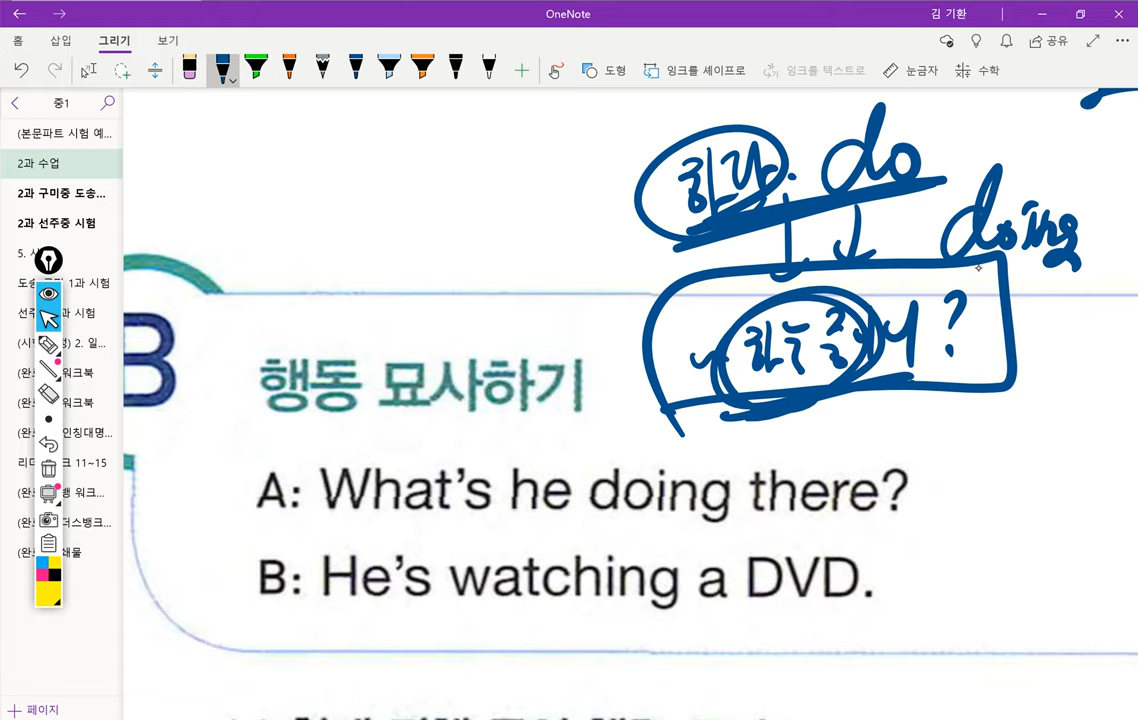 OneNote
김 기환
홈 삽입 그리기 보기
공유
도형 잉크를 셰이프로 잉크를 텍스트로 눈금자 수학
중1
(본문파트 시험 예...
2과 수업
2과 구미중 도송...
2과 선주중 시험
5.
1과 시험
과 시험
2. 일...
워크북
워크북
인칭대명...
11~15
워크...
쇄물
페이지
하다. do
doing
하는 중이니?
B
행동 묘사하기
A: What's he doing there?
B: He's watching a DVD.